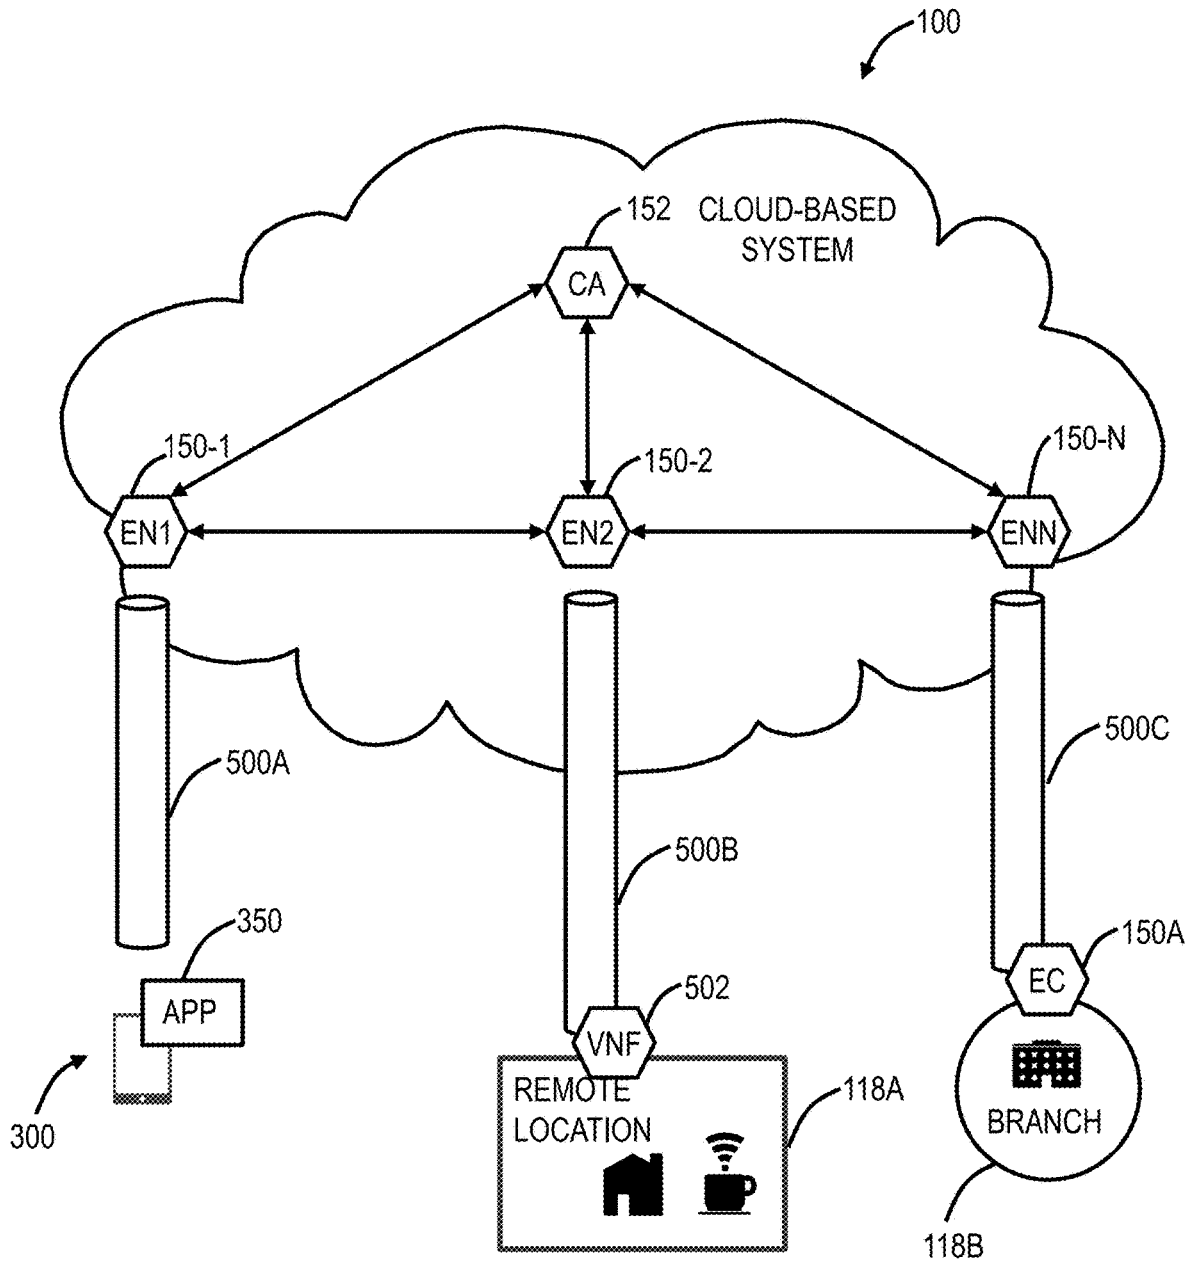 100
152
CLOUD-BASED
SYSTEM
CA
150-1
150-2
150-N
EN1
EN2
ENN
500A
500B
500C
350
150A
APP
502
EC
VNF
REMOTE
LOCATION
118A
BRANCH
300
118B